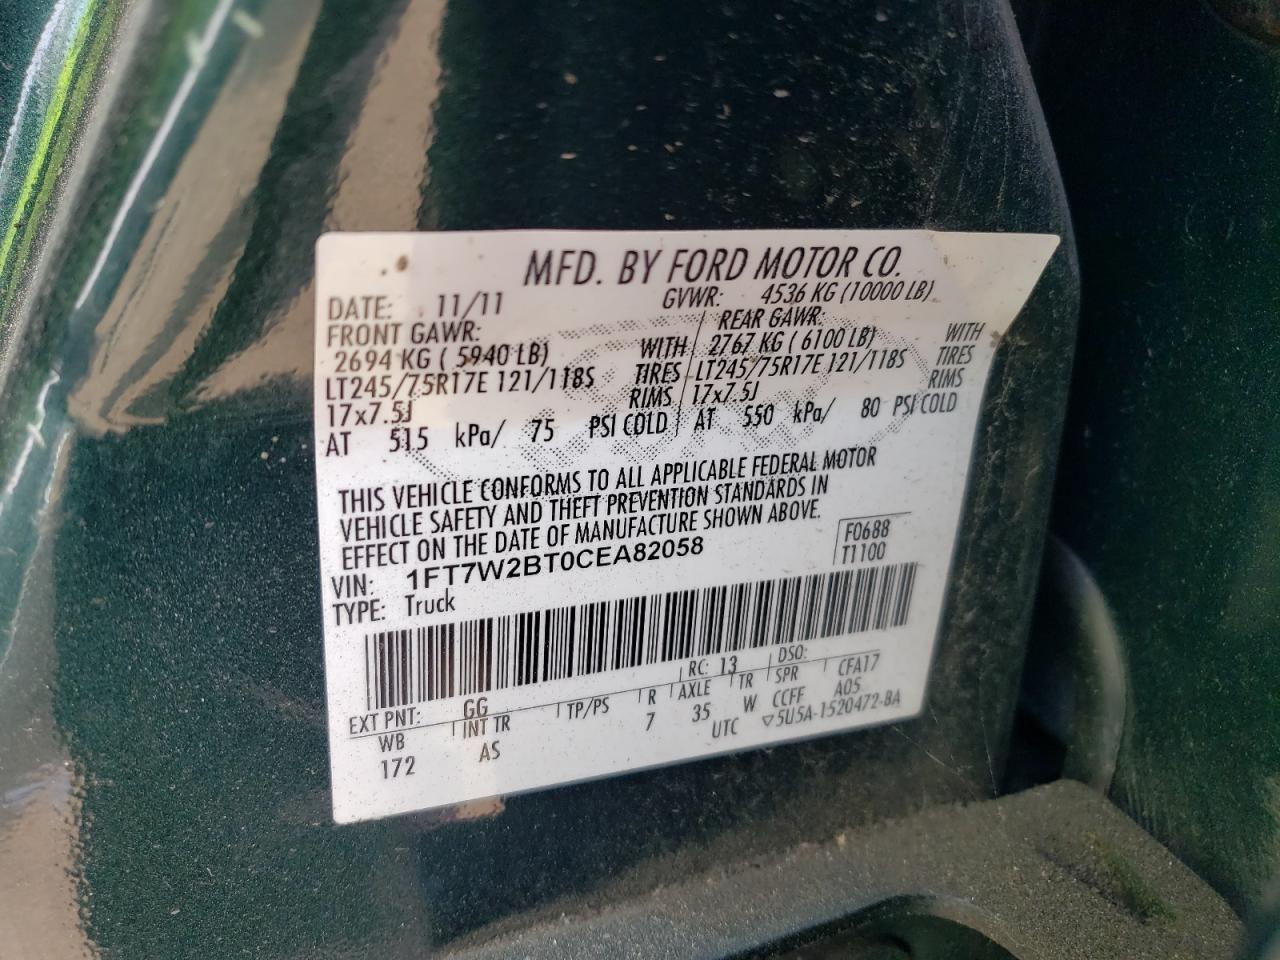 MFD. BY FORD MOTOR CO.
DATE: 11/11 GVWR: 4536 KG (10000 LB)
FRONT GAWR: REAR GAWR:
2694 KG ( 5940 LB) WITH 2767 KG ( 6100 LB) WITH
LT245/75R17E 121/118S TIRES LT245/75R17E 121/118S TIRES
17x7.5J RIMS 17x7.5J RIMS
AT 515 kPa/ 75 PSI COLD AT 550 kPa/ 80 PSI COLD
THIS VEHICLE CONFORMS TO ALL APPLICABLE FEDERAL MOTOR
VEHICLE SAFETY AND THEFT PREVENTION STANDARDS IN
EFFECT ON THE DATE OF MANUFACTURE SHOWN ABOVE.
VIN: 1FT7W2BT0CEA82058 F0688
TYPE: Truck T1100
EXT PNT: GG RC: 13 DSO:
WB INT TR TP/PS R AXLE TR SPR CFA17
172 AS 7 35 W CCFF A05
UTC ▽5U5A-1520472-BA